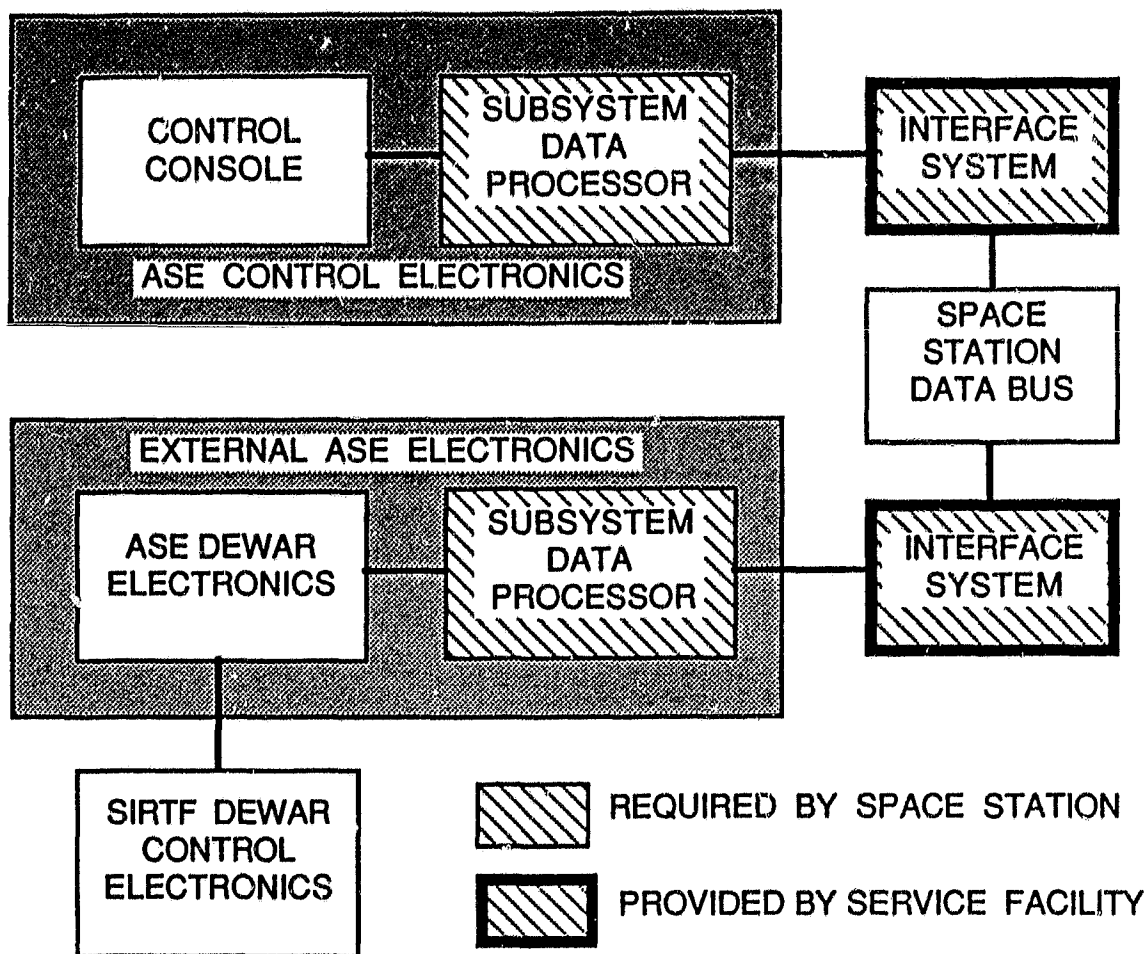 CONTROL
CONSOLE
SUBSYSTEM
DATA
PROCESSOR
INTERFACE
SYSTEM
ASE CONTROL ELECTRONICS
SPACE
STATION
DATA BUS
EXTERNAL ASE ELECTRONICS
ASE DEWAR
ELECTRONICS
SUBSYSTEM
DATA
PROCESSOR
INTERFACE
SYSTEM
SIRTF DEWAR
CONTROL
ELECTRONICS
REQUIRED BY SPACE STATION
PROVIDED BY SERVICE FACILITY